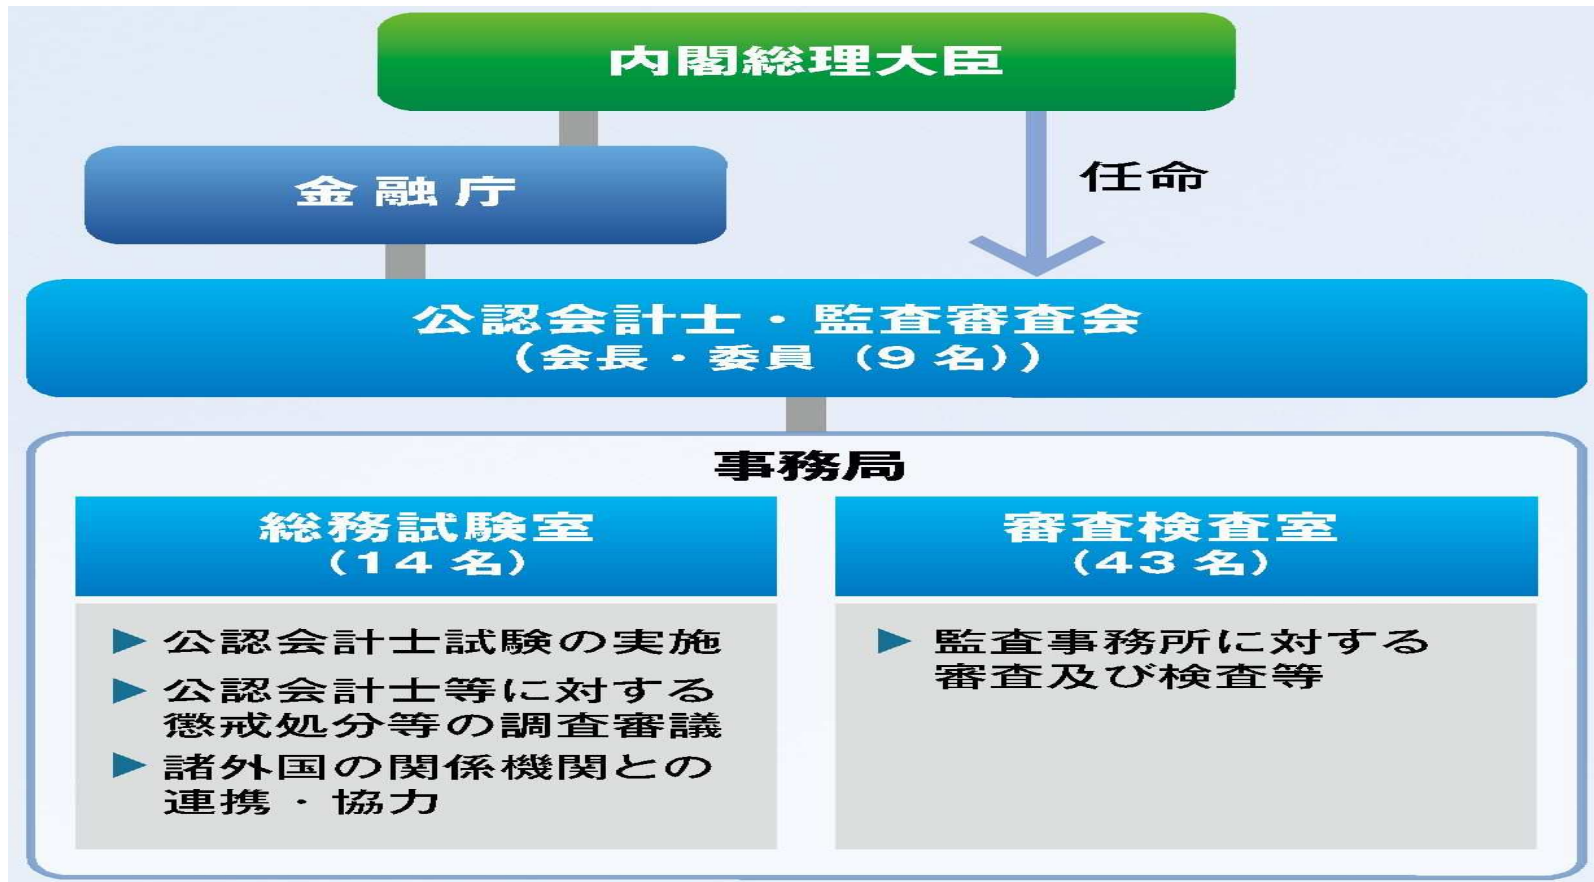 内閣総理大臣
金融庁
任命
公認会計士・監査審査会
（会長・委員（9名））
事務局
総務試験室
（14名）
公認会計士試験の実施
公認会計士等に対する
懲戒処分等の調査審議
諸外国の関係機関との
連携・協力
審査検査室
（43名）
監査事務所に対する
審査及び検査等